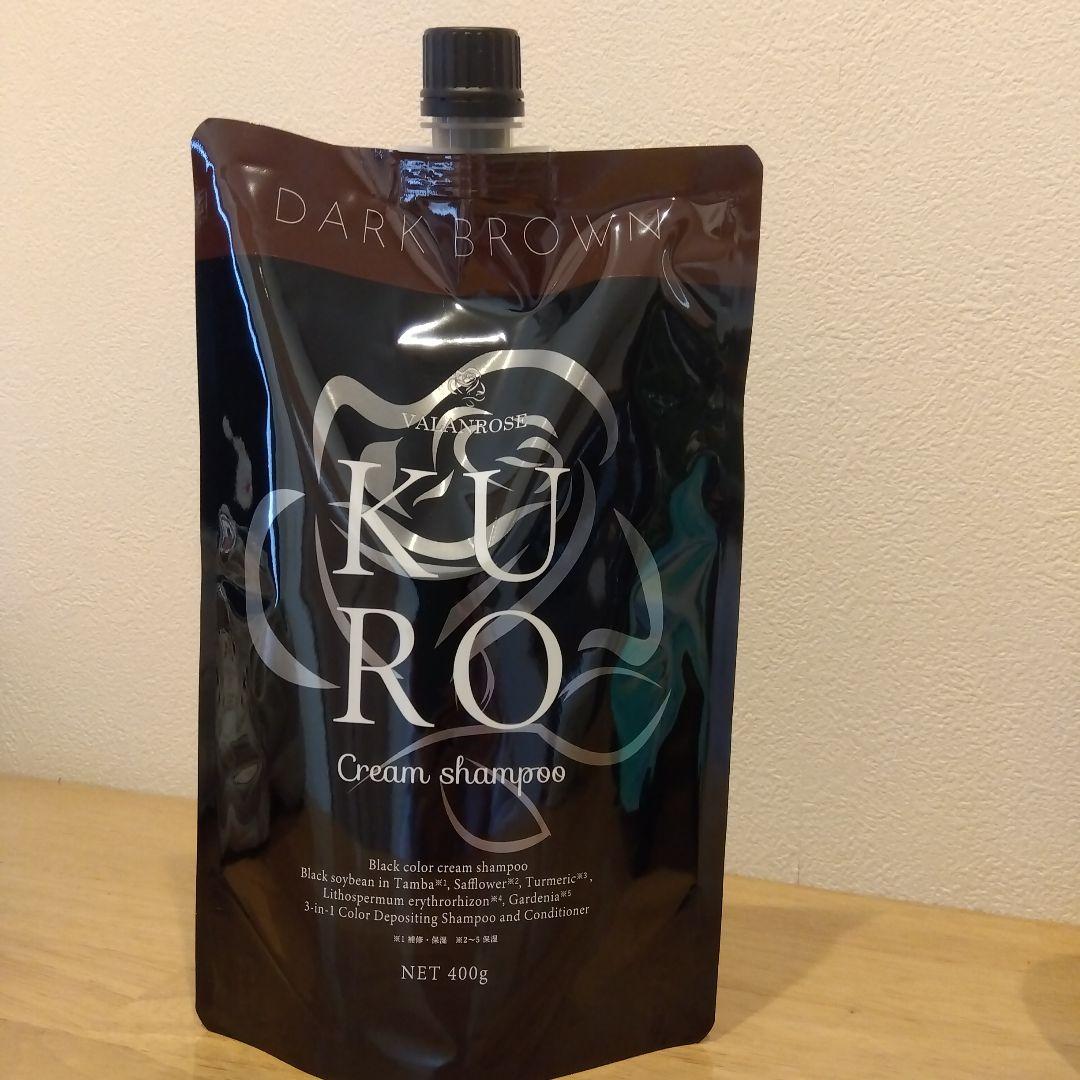 DARK BROWN
VALANROSE
KU
RO
Cream shampoo
Black color cream shampoo
Black soybean in Tamba※1, Safflower※2, Turmeric※3,
Lithospermum erythrorhizon※4, Gardenia※5
3-in-1 Color Depositing Shampoo and Conditioner
※1 補修・保湿 ※2〜5 保湿
NET 400g